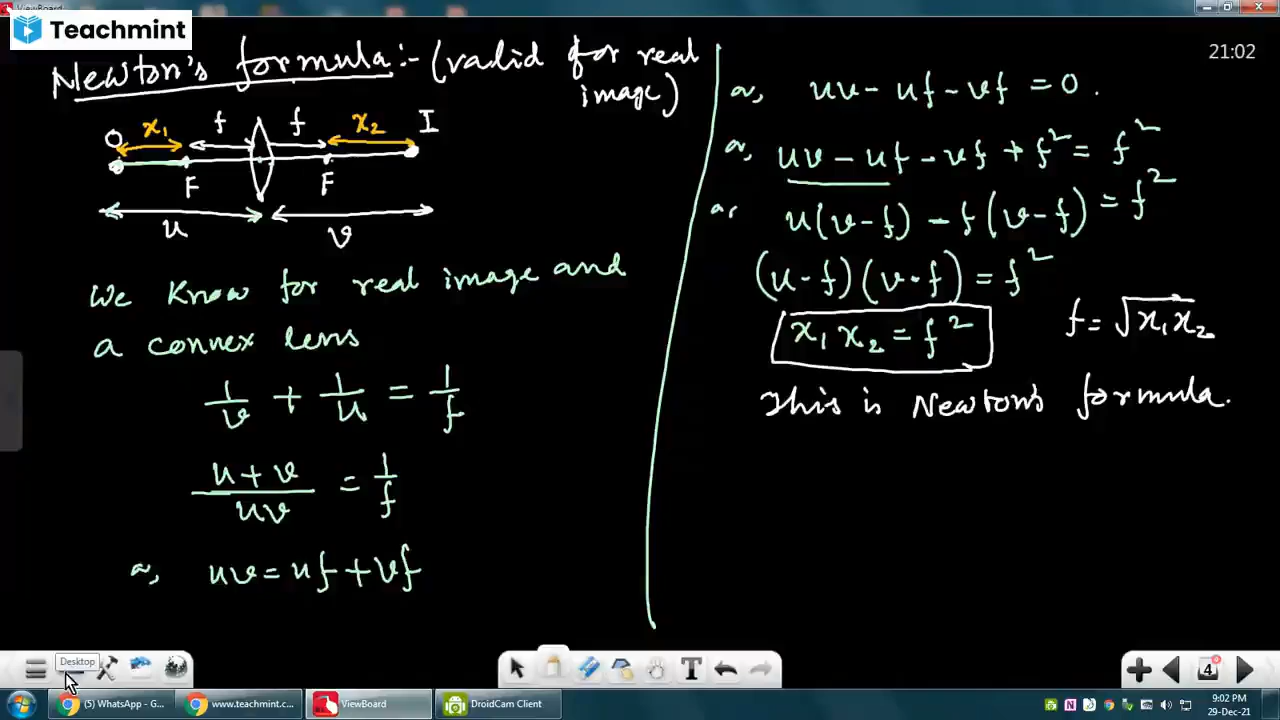 ViewBoard
Teachmint
21:02
Newton's formula:- (valid for real
image)
O x₁ f f x₂ I
F F
u v
We know for real image and
a convex lens
1/v + 1/u = 1/f
(u+v)/uv = 1/f
or, uv = uf + vf
or, uv - uf - vf = 0.
or, uv - uf - vf + f² = f²
or u(v-f) - f(v-f) = f²
(u-f)(v-f) = f²
x₁ x₂ = f² f = √x₁x₂
This is Newton's formula.
Desktop
T
4
(5) WhatsApp - G... www.teachmint.c... ViewBoard DroidCam Client
9:02 PM
29-Dec-21